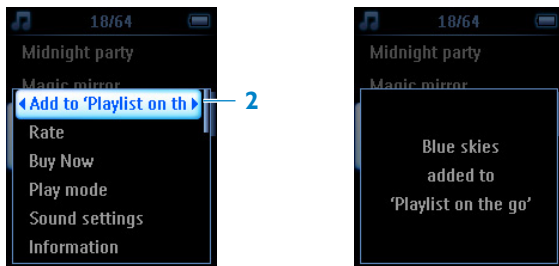 18/64
Midnight party
Magic mirror
Add to ‘Playlist on th
2
Rate
Buy Now
Play mode
Sound settings
Information
18/64
Midnight party
Magic mirror
Blue skies
added to
‘Playlist on the go’